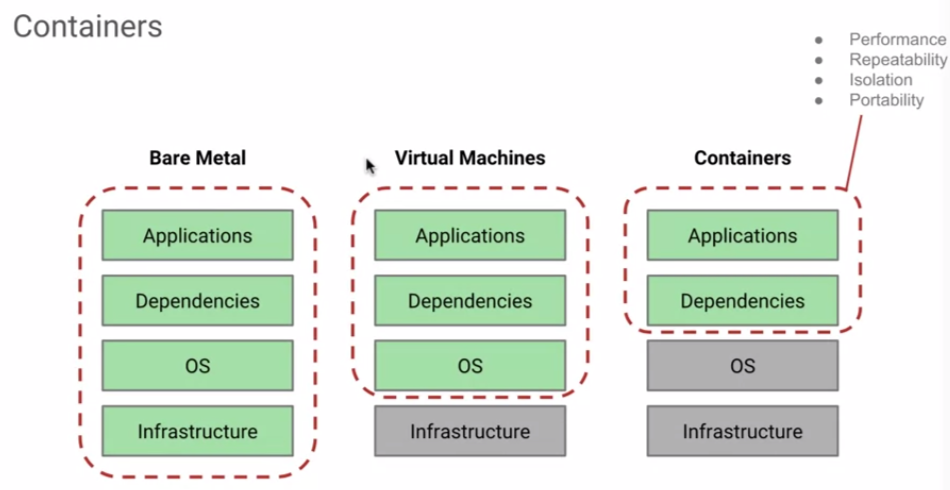 Containers
Performance
Repeatability
Isolation
Portability
Bare Metal
Applications
Dependencies
OS
Infrastructure
Virtual Machines
Applications
Dependencies
OS
Infrastructure
Containers
Applications
Dependencies
OS
Infrastructure